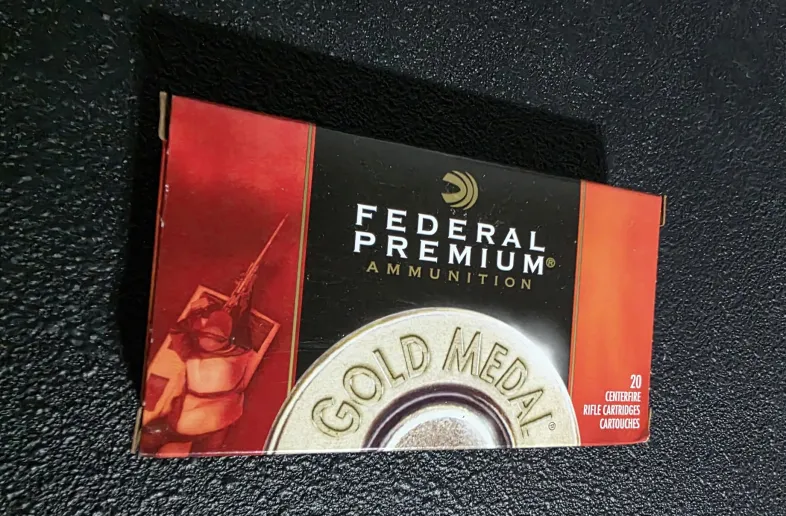 FEDERAL
PREMIUM®
AMMUNITION
GOLD MEDAL®
20
CENTERFIRE
RIFLE CARTRIDGES
CARTOUCHES